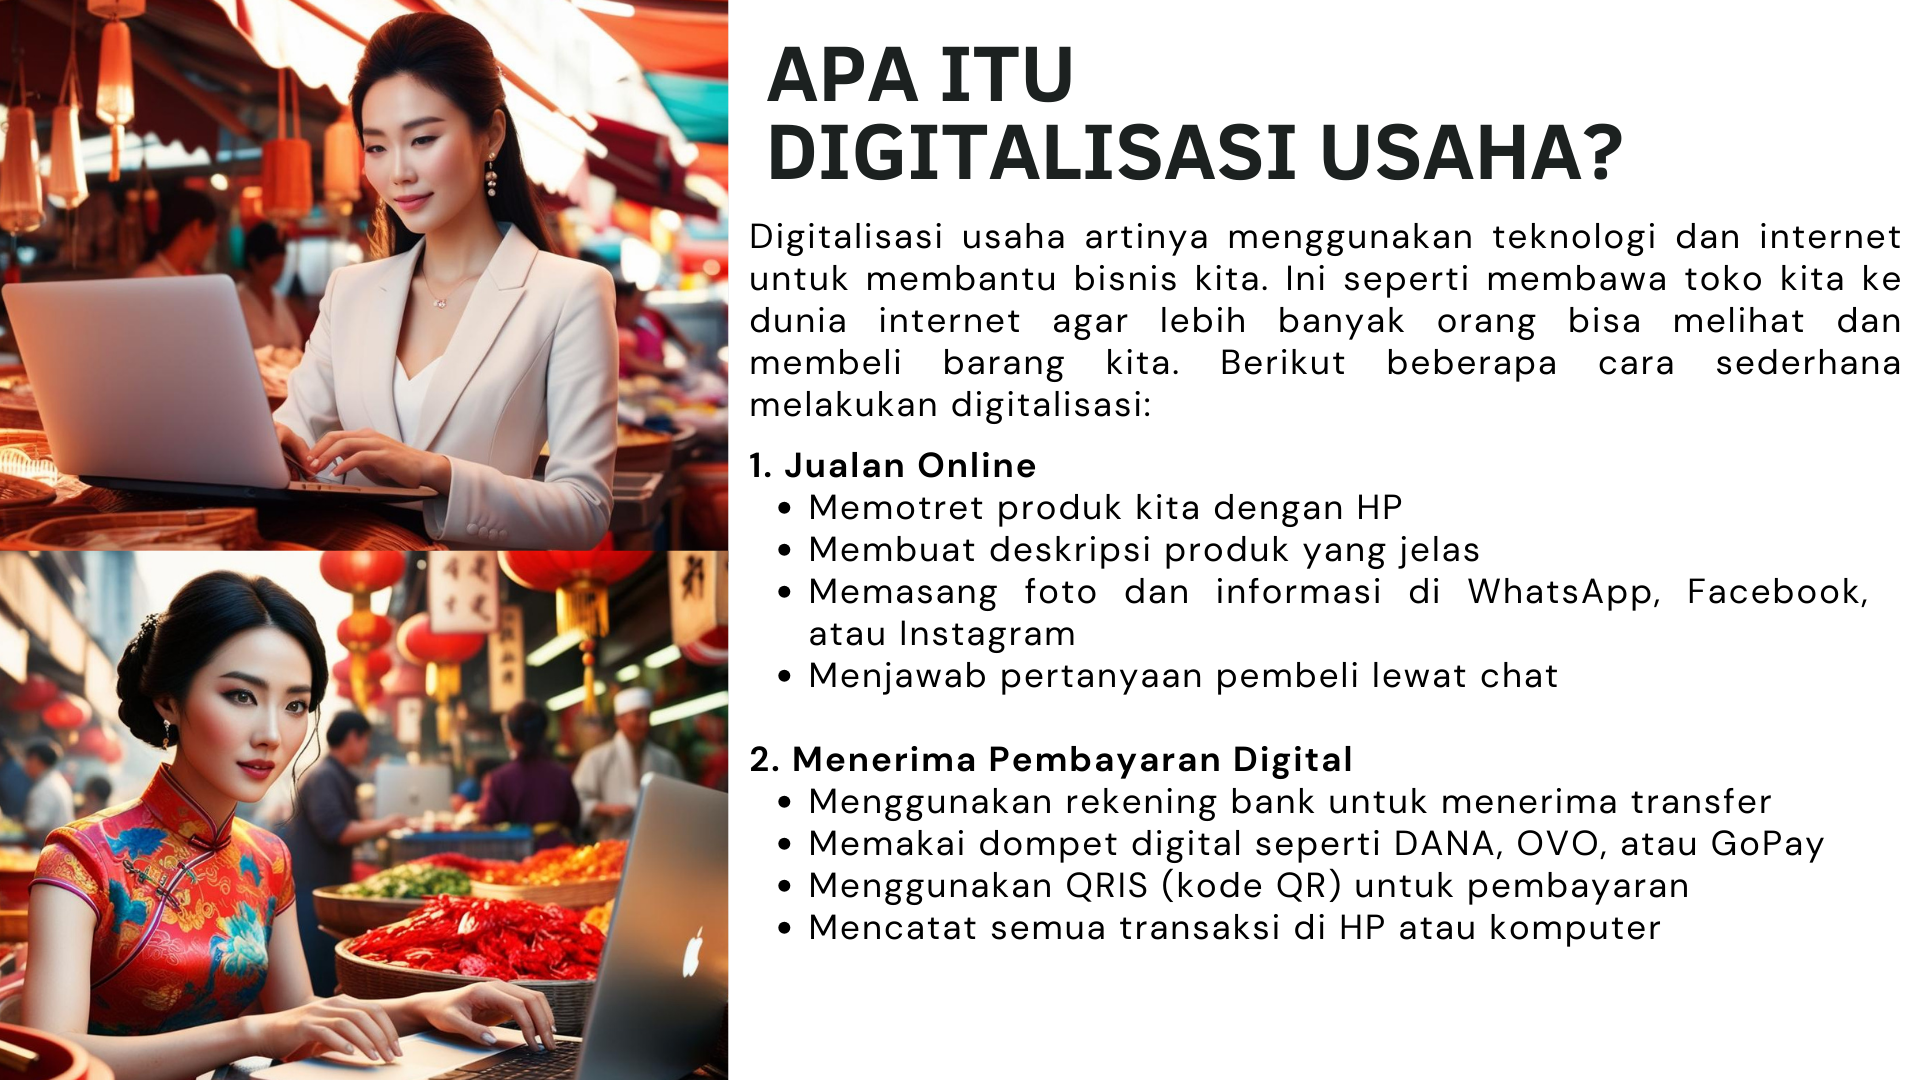 APA ITU
DIGITALISASI USAHA?
Digitalisasi usaha artinya menggunakan teknologi dan internet
untuk membantu bisnis kita. Ini seperti membawa toko kita ke
dunia internet agar lebih banyak orang bisa melihat dan
membeli barang kita. Berikut beberapa cara sederhana
melakukan digitalisasi:
1. Jualan Online
• Memotret produk kita dengan HP
• Membuat deskripsi produk yang jelas
• Memasang foto dan informasi di WhatsApp, Facebook,
atau Instagram
• Menjawab pertanyaan pembeli lewat chat
2. Menerima Pembayaran Digital
• Menggunakan rekening bank untuk menerima transfer
• Memakai dompet digital seperti DANA, OVO, atau GoPay
• Menggunakan QRIS (kode QR) untuk pembayaran
• Mencatat semua transaksi di HP atau komputer